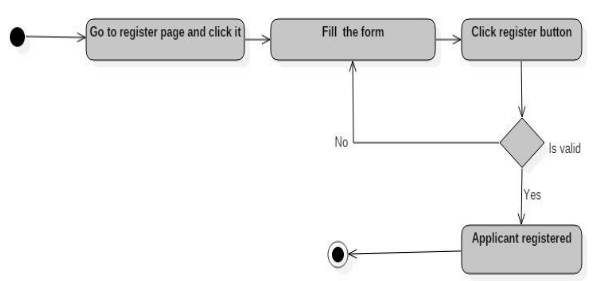 Go to register page and click it
Fill the form
Click register button
No
Is valid
Yes
Applicant registered